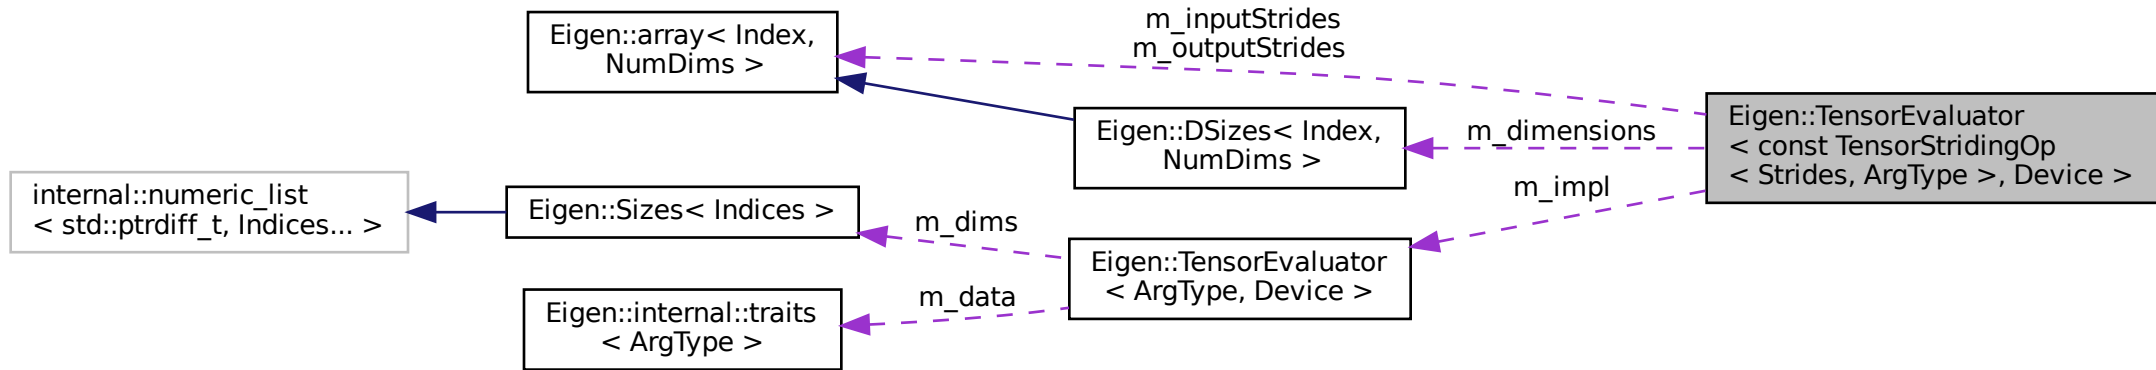 m_inputStrides
m_outputStrides
Eigen::array< Index,
NumDims >
Eigen::DSizes< Index,
NumDims >
m_dimensions
Eigen::TensorEvaluator
< const TensorStridingOp
< Strides, ArgType >, Device >
internal::numeric_list
< std::ptrdiff_t, Indices... >
Eigen::Sizes< Indices >
m_dims
m_impl
Eigen::TensorEvaluator
< ArgType, Device >
Eigen::internal::traits
< ArgType >
m_data